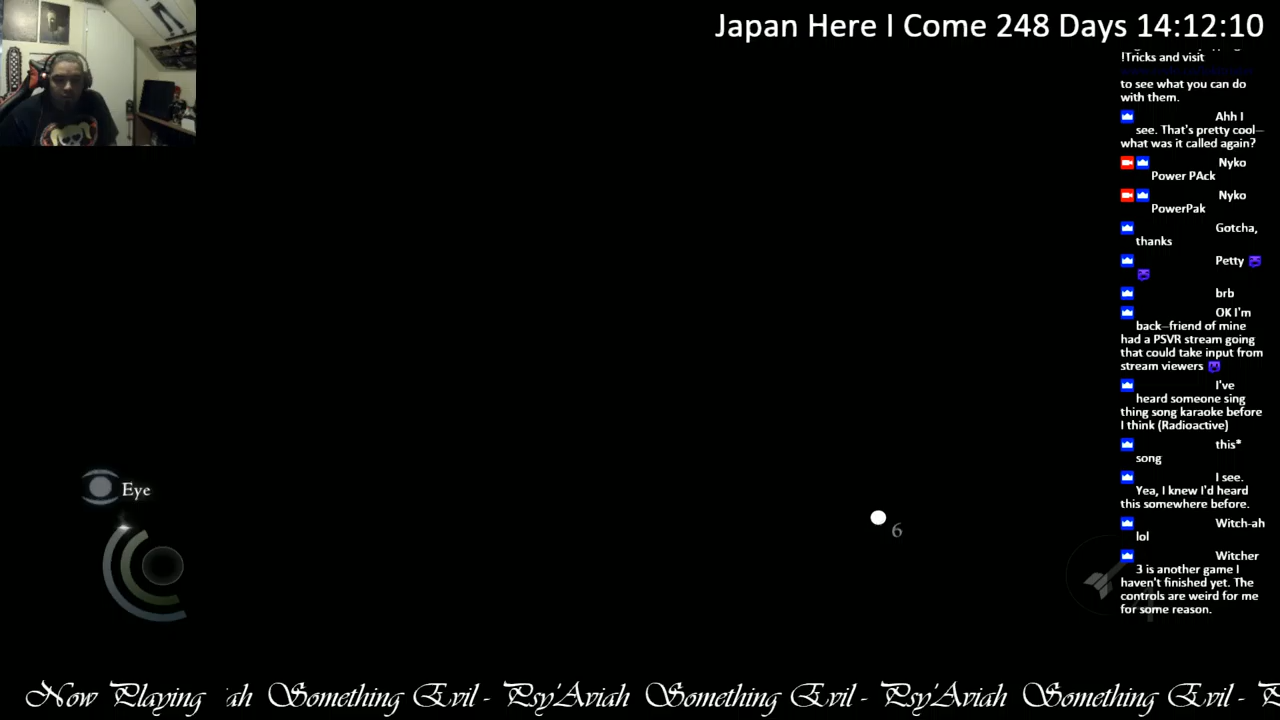 Japan Here I Come 248 Days 14:12:10
!Tricks and visit
to see what you can do
with them.
Ahh I
see. That's pretty cool—
what was it called again?
Nyko
Power PAck
Nyko
PowerPak
Gotcha,
thanks
Petty
brb
OK I'm
back—friend of mine
had a PSVR stream going
that could take input from
stream viewers
I've
heard someone sing
thing song karaoke before
I think (Radioactive)
this*
song
I see.
Yea, I knew I'd heard
this somewhere before.
Witch-ah
lol
Witcher
3 is another game I
haven't finished yet. The
controls are weird for me
for some reason.
Eye
6
Now Playing ah Something Evil - Psy'Aviah Something Evil - Psy'Aviah Something Evil - P